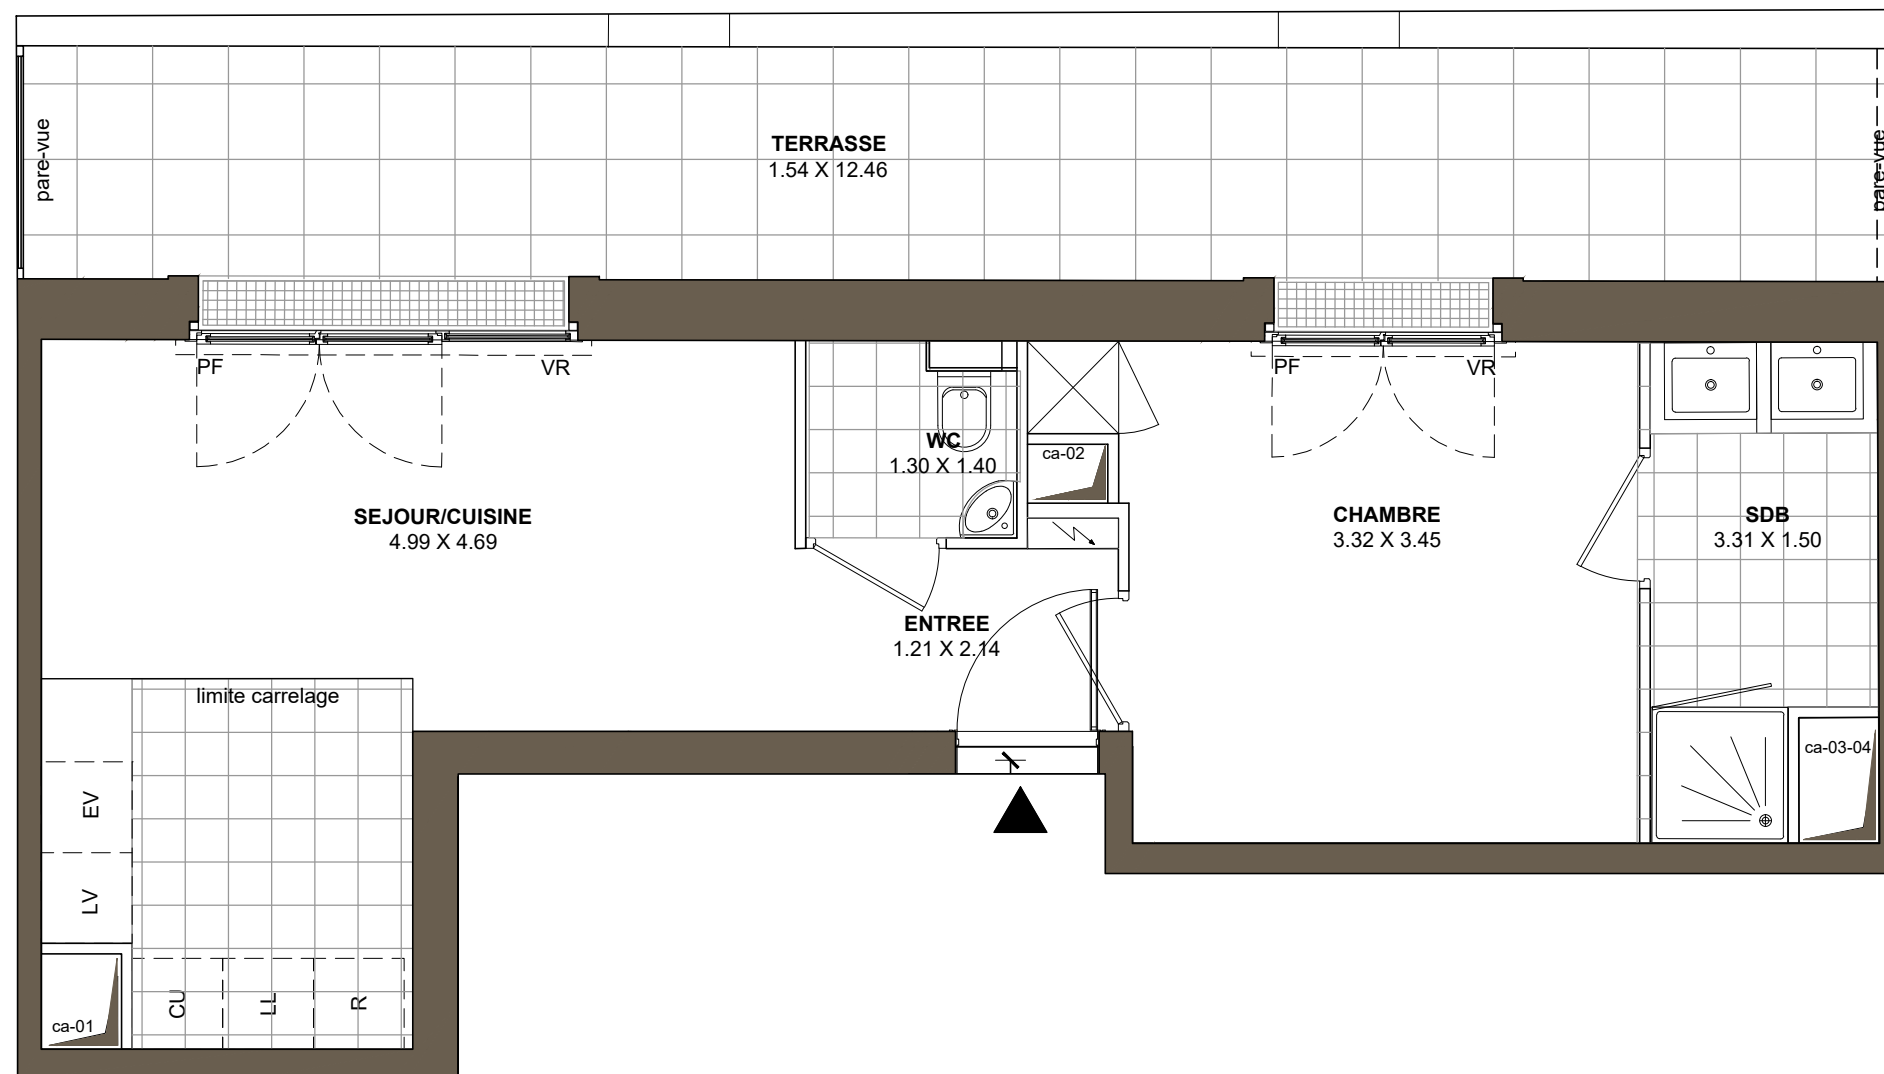 TERRASSE
1.54 X 12.46
pare-vue
pare-vue
PF
VR
PF
VR
WC
1.30 X 1.40
ca-02
SEJOUR/CUISINE
4.99 X 4.69
CHAMBRE
3.32 X 3.45
SDB
3.31 X 1.50
ENTREE
1.21 X 2.14
limite carrelage
EV
LV
ca-03-04
CU
LL
R
ca-01